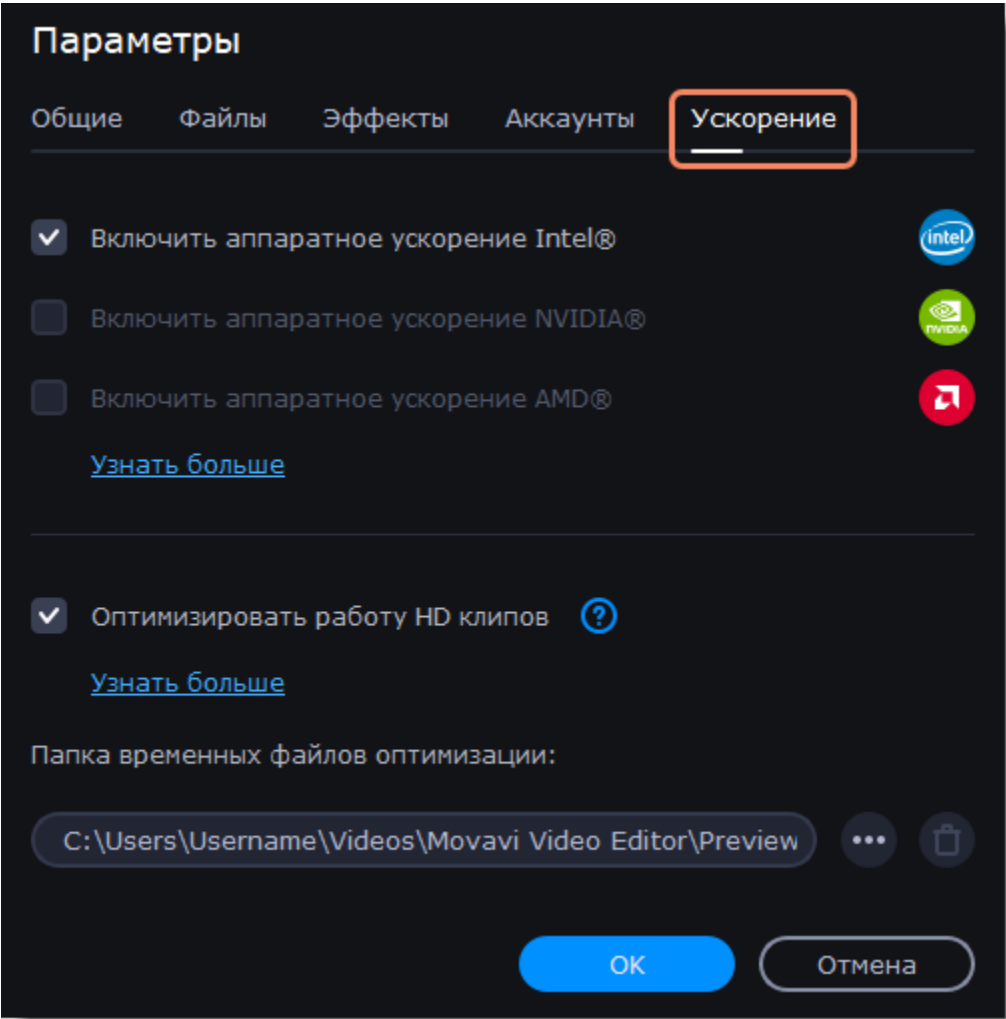 Параметры
Общие Файлы Эффекты Аккаунты Ускорение
Включить аппаратное ускорение Intel®
intel
Включить аппаратное ускорение NVIDIA®
NVIDIA
Включить аппаратное ускорение AMD®
Узнать больше
Оптимизировать работу HD клипов ?
Узнать больше
Папка временных файлов оптимизации:
C:\Users\Username\Videos\Movavi Video Editor\Preview
OK Отмена